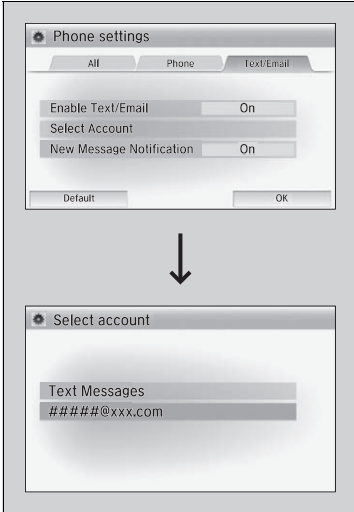 Phone settings
All Phone Text/Email
Enable Text/Email On
Select Account
New Message Notification On
Default OK
Select account
Text Messages
#####@xxx.com